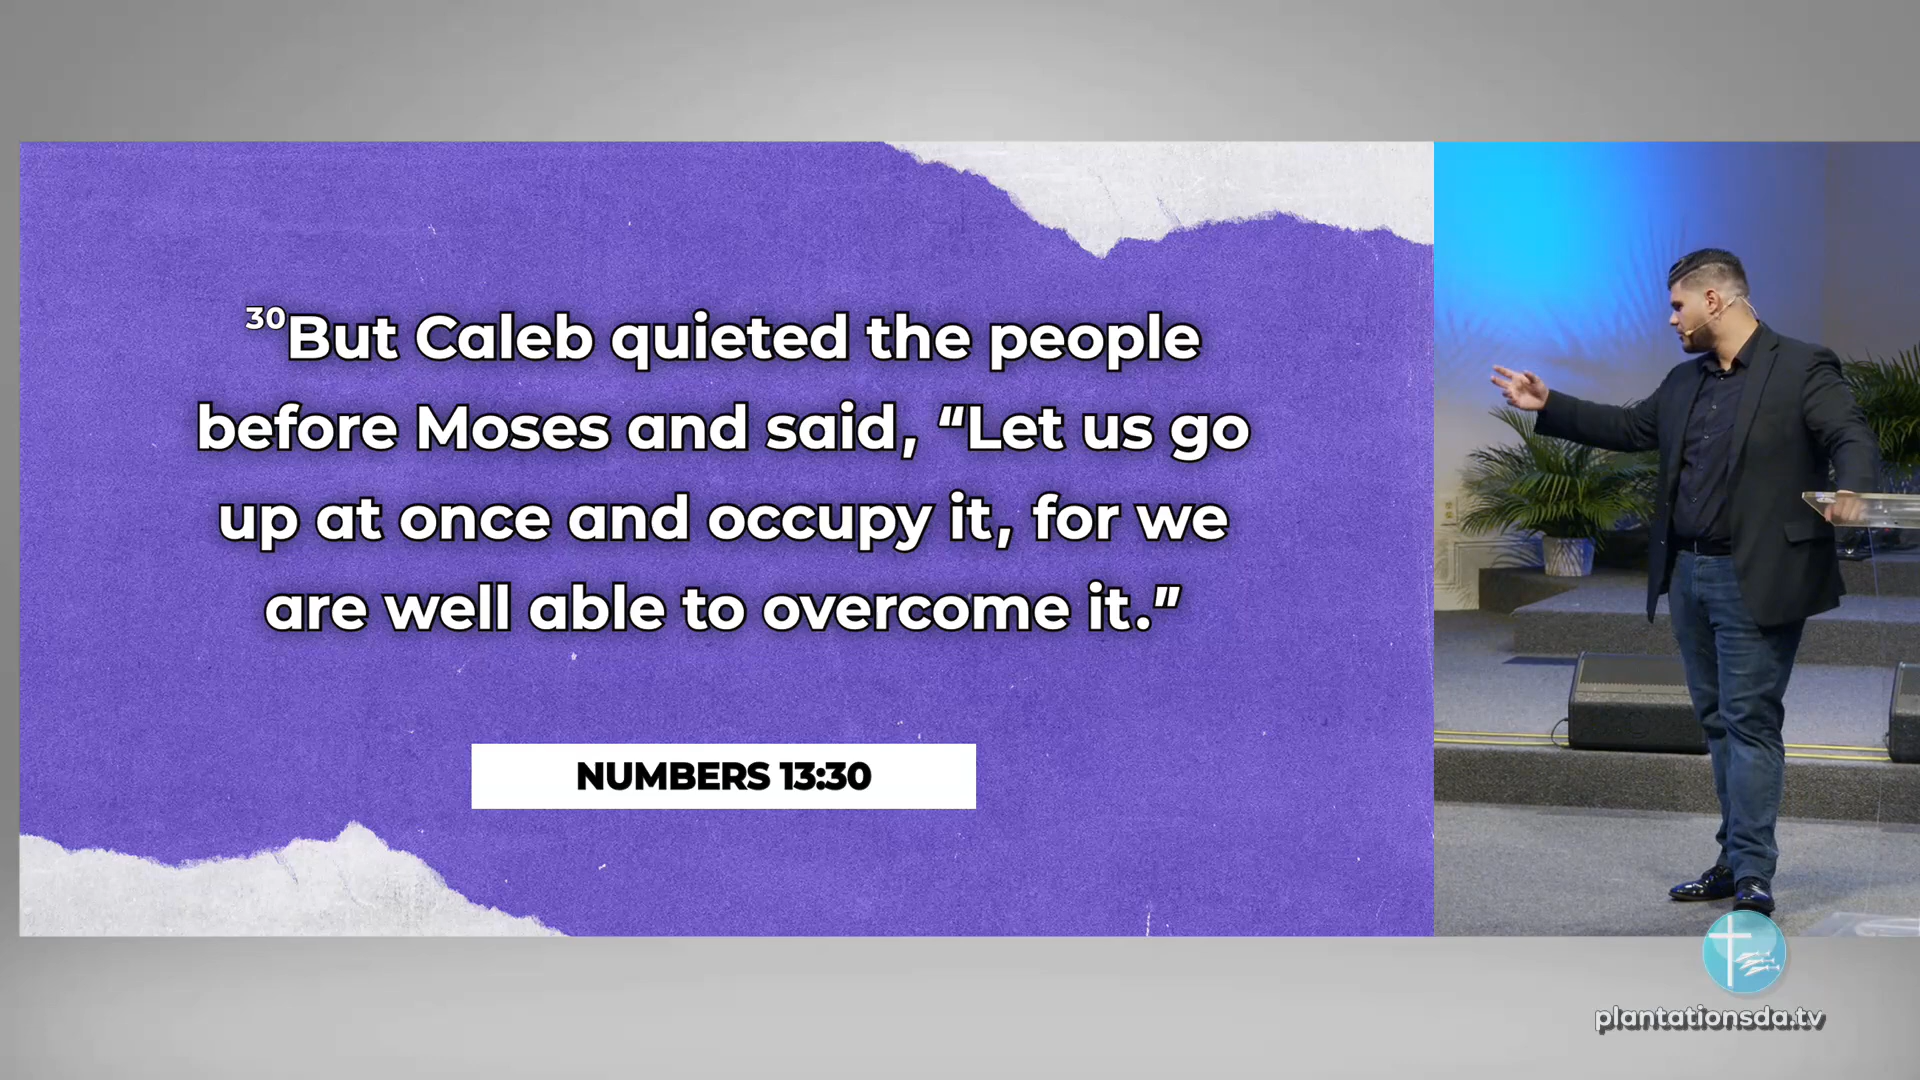 ³⁰But Caleb quieted the people
before Moses and said, “Let us go
up at once and occupy it, for we
are well able to overcome it.”
NUMBERS 13:30
plantationsda.tv